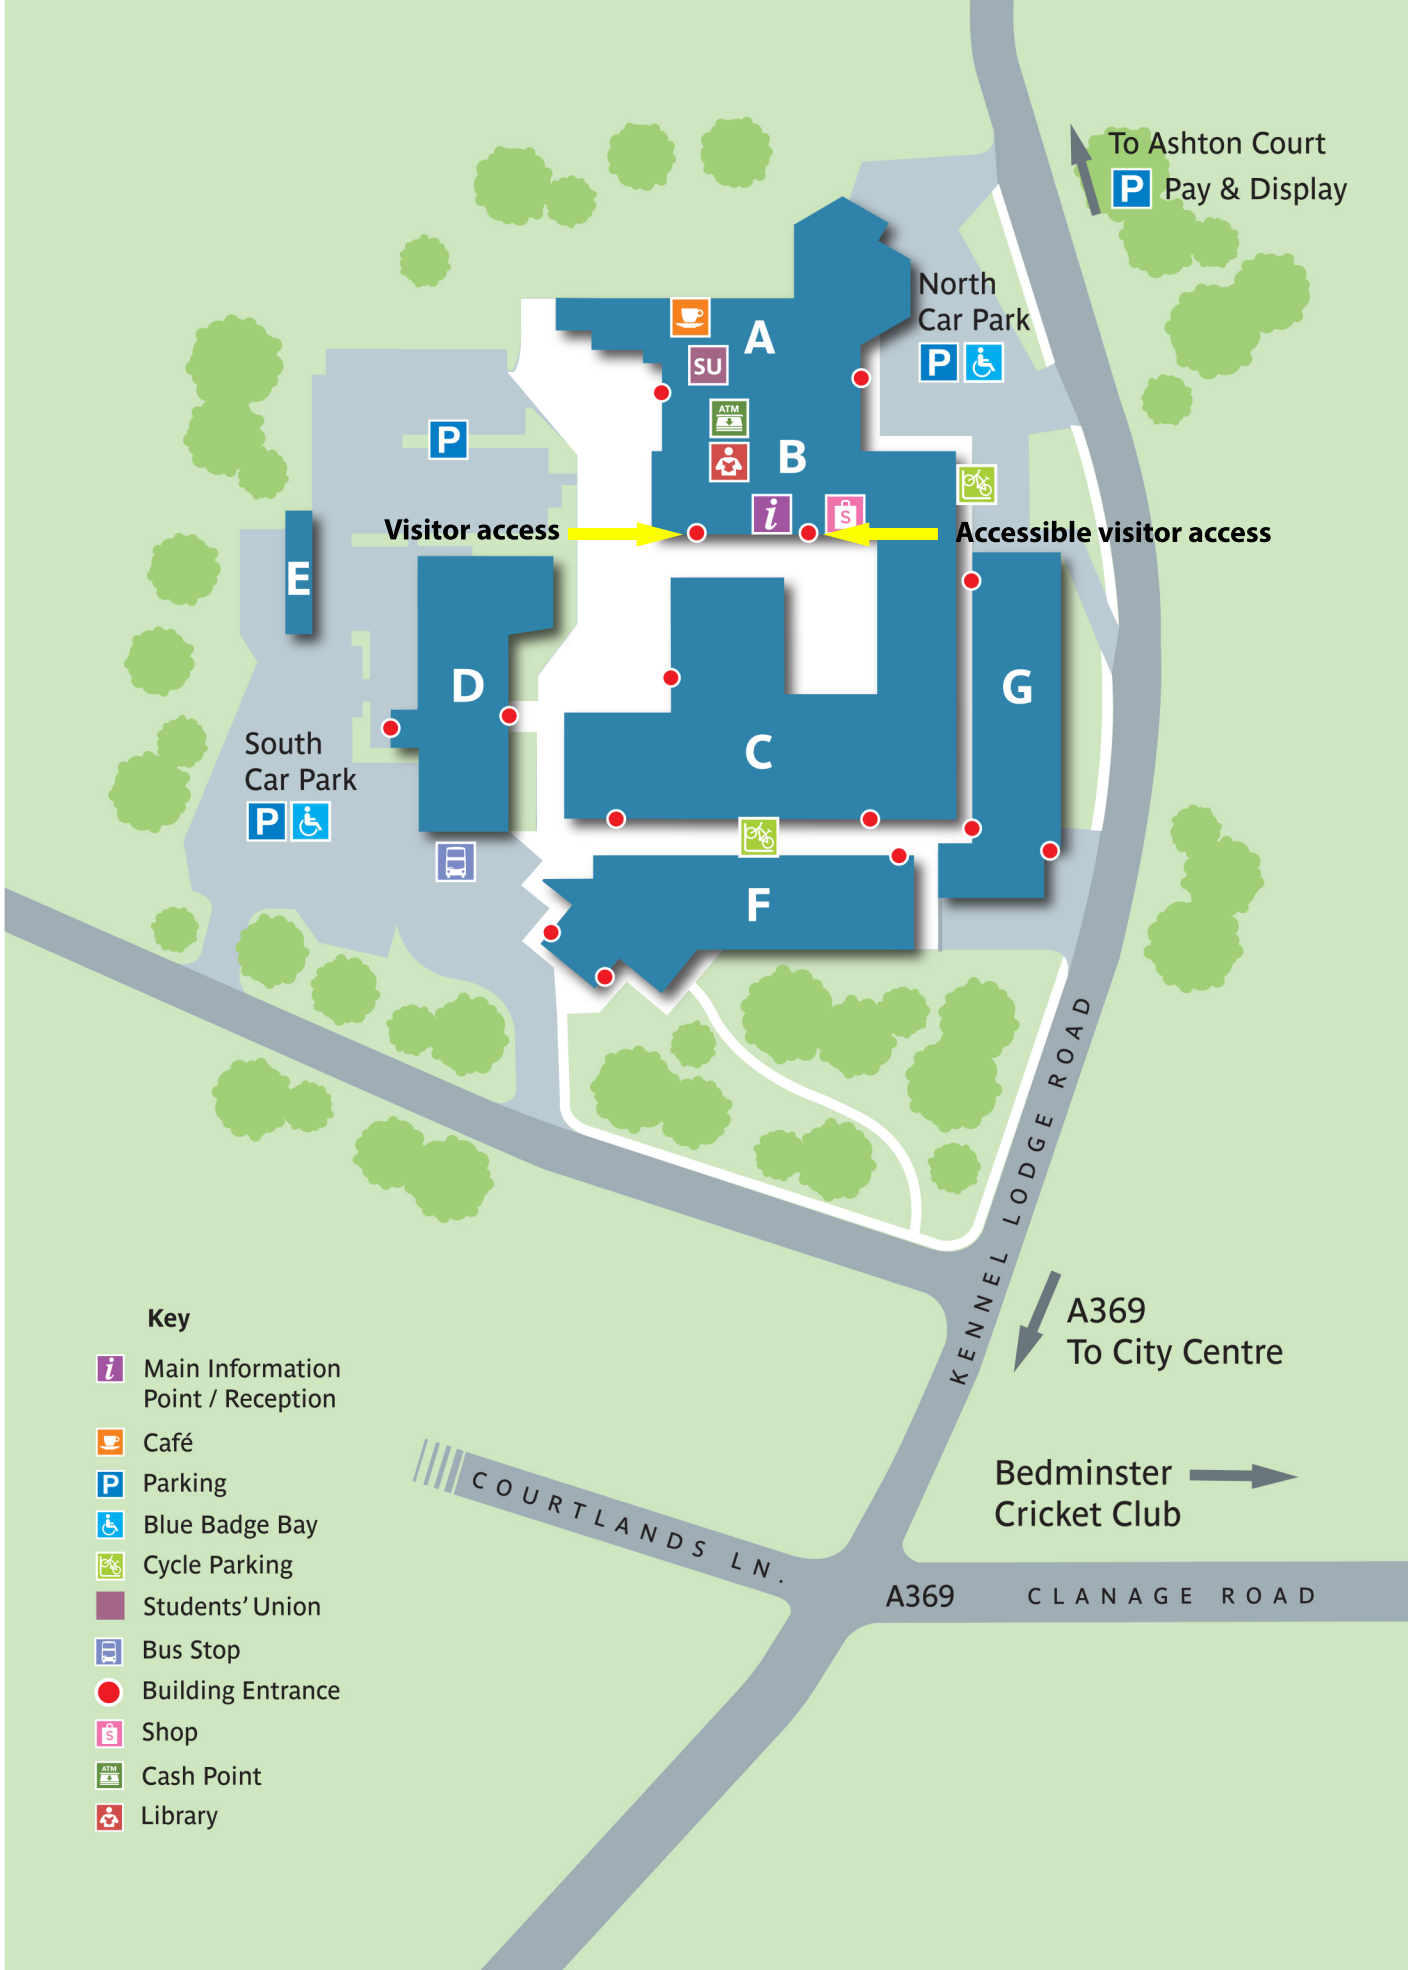 To Ashton Court
P Pay & Display
North
Car Park
P
A
SU
ATM
P
B
i
S
Visitor access
Accessible visitor access
E
D
G
South
Car Park
P
C
F
KENNEL LODGE ROAD
A369
To City Centre
Bedminster
Cricket Club
COURTLANDS LN.
A369 CLANAGE ROAD
Key
i Main Information
Point / Reception
Café
P Parking
Blue Badge Bay
Cycle Parking
Students' Union
Bus Stop
Building Entrance
S Shop
ATM Cash Point
Library